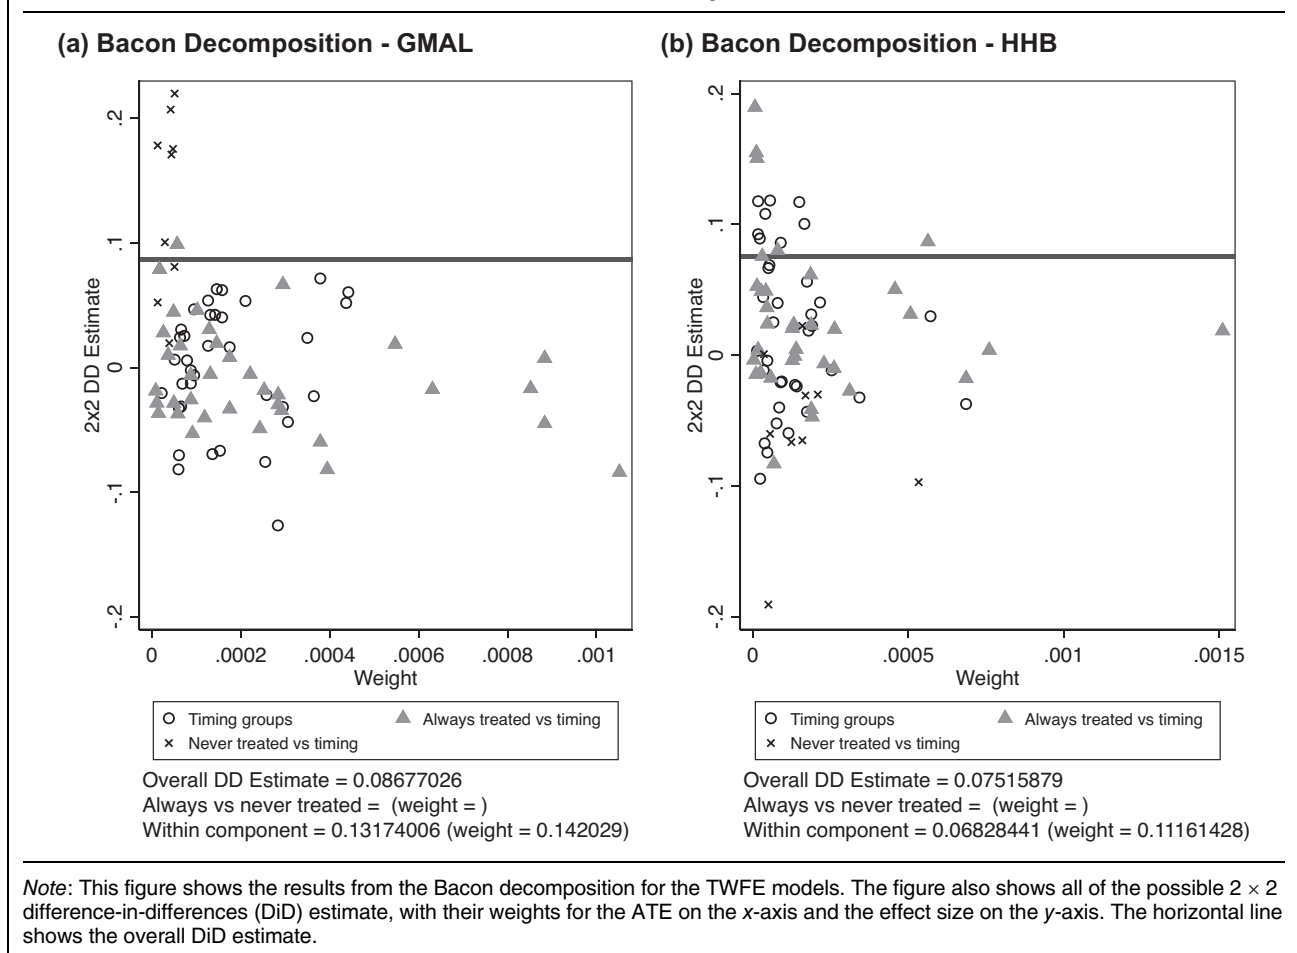 (a) Bacon Decomposition - GMAL
(b) Bacon Decomposition - HHB
2x2 DD Estimate
.2
.1
0
-.1
-.2
0
.0002
.0004
.0006
.0008
.001
Weight
Timing groups
Always treated vs timing
Never treated vs timing
Overall DD Estimate = 0.08677026
Always vs never treated = (weight = )
Within component = 0.13174006 (weight = 0.142029)
2x2 DD Estimate
.2
.1
0
-.1
-.2
0
.0005
.001
.0015
Weight
Timing groups
Always treated vs timing
Never treated vs timing
Overall DD Estimate = 0.07515879
Always vs never treated = (weight = )
Within component = 0.06828441 (weight = 0.11161428)
Note: This figure shows the results from the Bacon decomposition for the TWFE models. The figure also shows all of the possible 2 × 2
difference-in-differences (DiD) estimate, with their weights for the ATE on the x-axis and the effect size on the y-axis. The horizontal line
shows the overall DiD estimate.